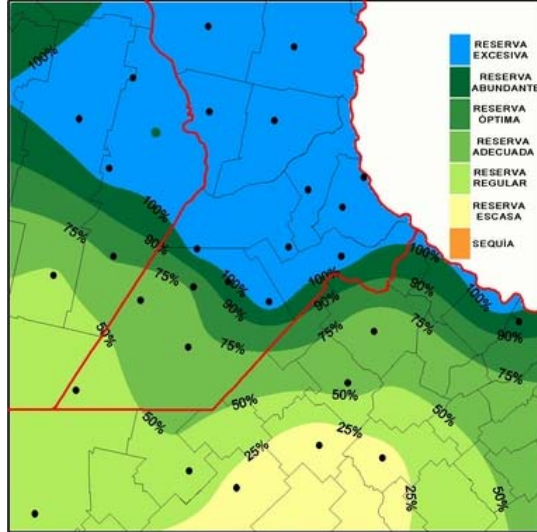 100%
RESERVA
EXCESIVA
RESERVA
ABUNDANTE
RESERVA
ÓPTIMA
RESERVA
ADECUADA
RESERVA
REGULAR
RESERVA
ESCASA
SEQUÍA
100%
75%
90%
75%
100%
90%
100%
90%
75%
100%
90%
75%
100%
90%
75%
50%
50%
50%
50%
50%
25%
25%
25%
50%